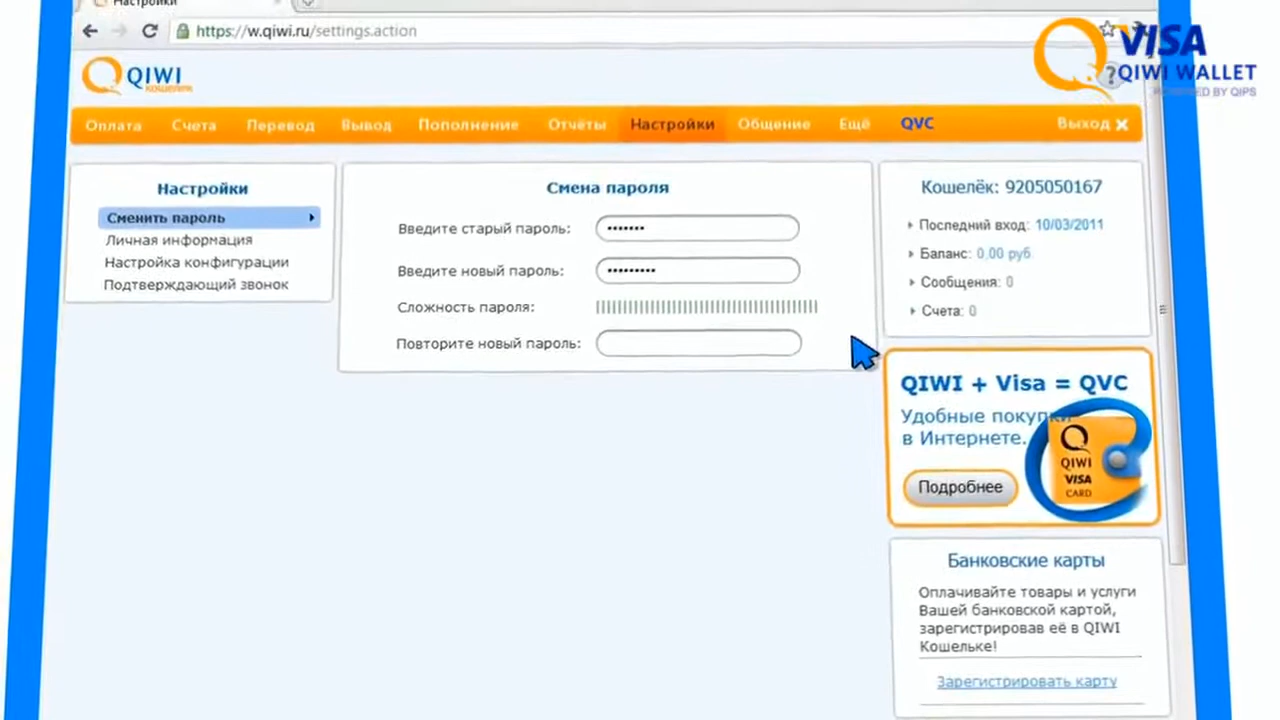 Настройки
https://w.qiwi.ru/settings.action
VISA
QIWI WALLET
POWERED BY QIPS
?
QIWI
КОШЕЛЕК
Оплата Счета Перевод Вывод Пополнение Отчёты Настройки Общение Ещё QVC Выход x
Настройки
Сменить пароль
Личная информация
Настройка конфигурации
Подтверждающий звонок
Смена пароля
Введите старый пароль: •••••••
Введите новый пароль: •••••••••
Сложность пароля:
Повторите новый пароль:
Кошелёк: 9205050167
Последний вход: 10/03/2011
Баланс: 0,00 руб.
Сообщения: 0
Счета: 0
QIWI + Visa = QVC
Удобные покупки
в Интернете.
Подробнее
QIWI
VISA
CARD
Банковские карты
Оплачивайте товары и услуги
Вашей банковской картой,
зарегистрировав её в QIWI
Кошельке!
Зарегистрировать карту